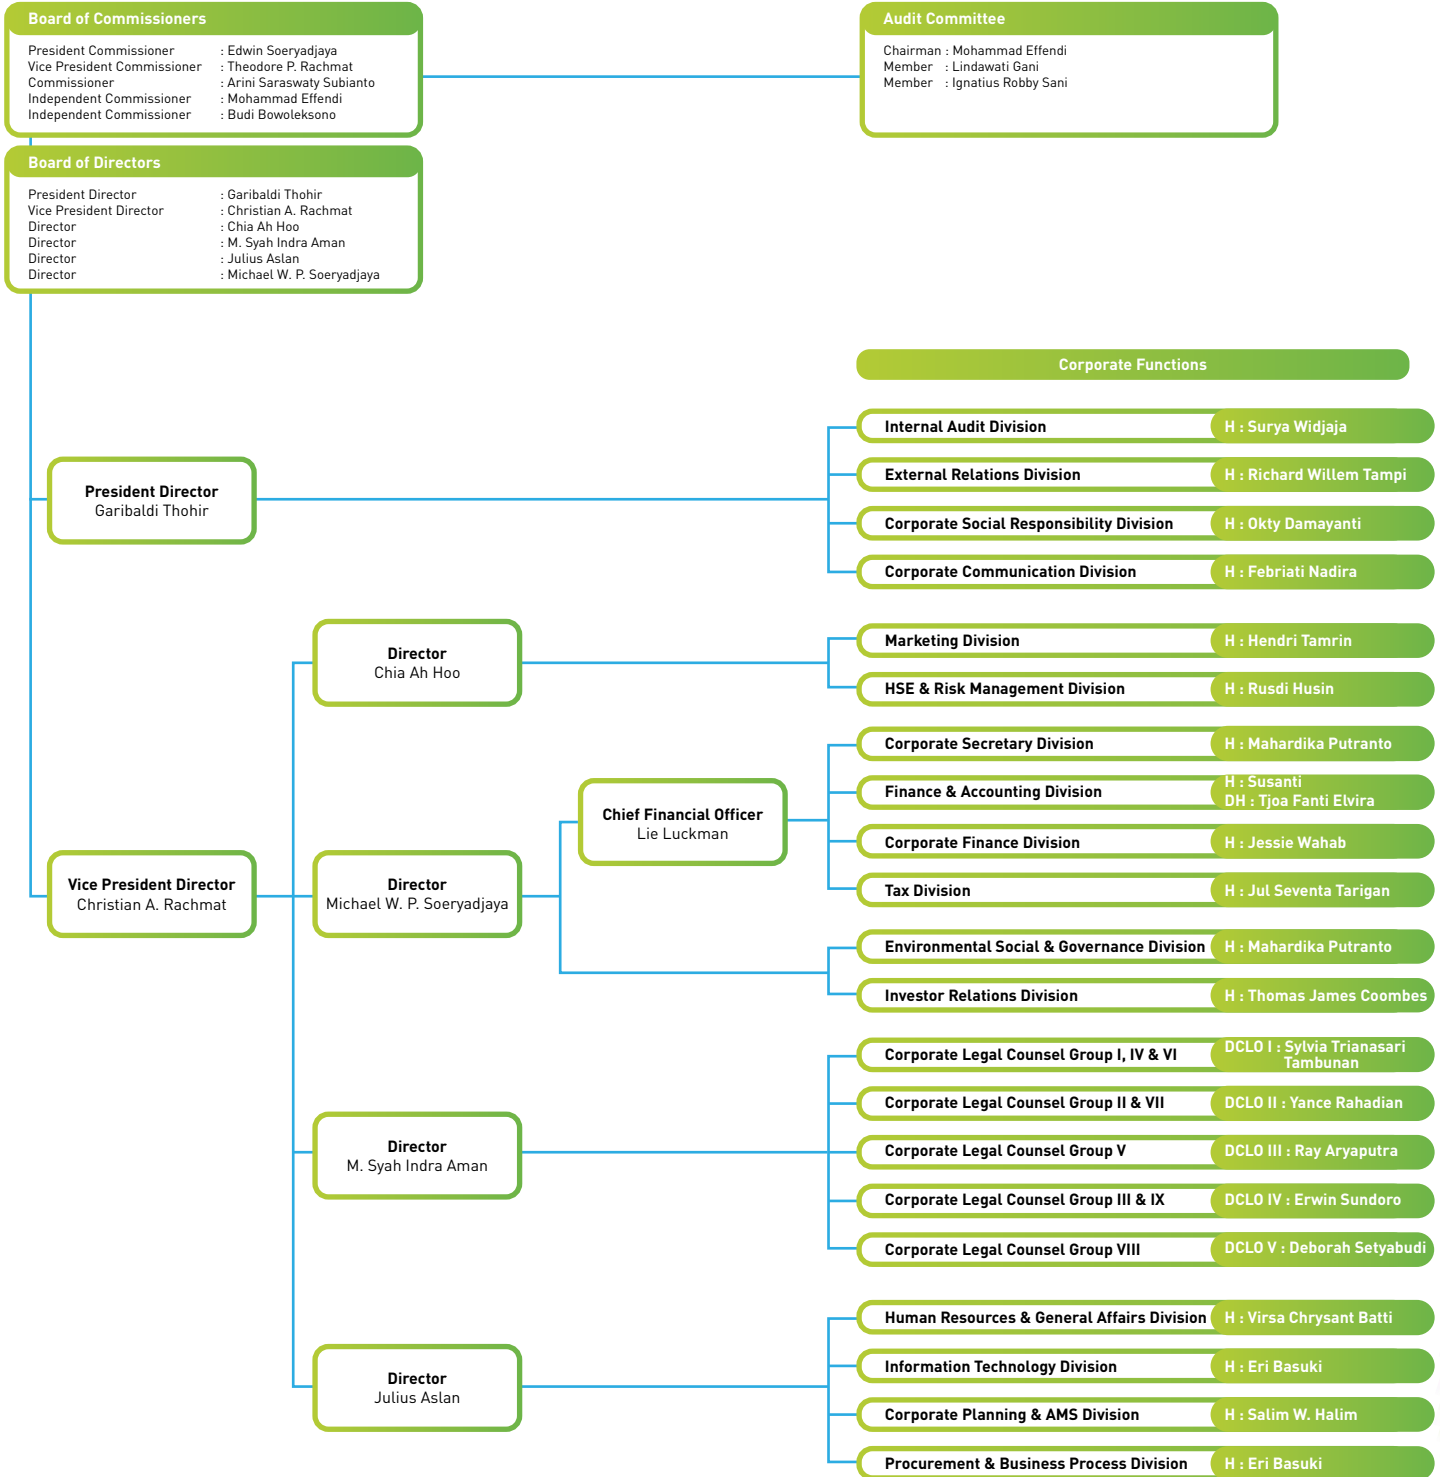 Board of Commissioners
President Commissioner : Edwin Soeryadjaya
Vice President Commissioner : Theodore P. Rachmat
Commissioner : Arini Saraswaty Subianto
Independent Commissioner : Mohammad Effendi
Independent Commissioner : Budi Bowoleksono
Audit Committee
Chairman : Mohammad Effendi
Member : Lindawati Gani
Member : Ignatius Robby Sani
Board of Directors
President Director : Garibaldi Thohir
Vice President Director : Christian A. Rachmat
Director : Chia Ah Hoo
Director : M. Syah Indra Aman
Director : Julius Aslan
Director : Michael W. P. Soeryadjaya
Corporate Functions
President Director
Garibaldi Thohir
Internal Audit Division H : Surya Widjaja
External Relations Division H : Richard Willem Tampi
Corporate Social Responsibility Division H : Okty Damayanti
Corporate Communication Division H : Febriati Nadira
Vice President Director
Christian A. Rachmat
Director
Chia Ah Hoo
Marketing Division H : Hendri Tamrin
HSE & Risk Management Division H : Rusdi Husin
Director
Michael W. P. Soeryadjaya
Chief Financial Officer
Lie Luckman
Corporate Secretary Division H : Mahardika Putranto
Finance & Accounting Division H : Susanti
DH : Tjoa Fanti Elvira
Corporate Finance Division H : Jessie Wahab
Tax Division H : Jul Seventa Tarigan
Environmental Social & Governance Division H : Mahardika Putranto
Investor Relations Division H : Thomas James Coombes
Director
M. Syah Indra Aman
Corporate Legal Counsel Group I, IV & VI DCLO I : Sylvia Trianasari
Tambunan
Corporate Legal Counsel Group II & VII DCLO II : Yance Rahadian
Corporate Legal Counsel Group V DCLO III : Ray Aryaputra
Corporate Legal Counsel Group III & IX DCLO IV : Erwin Sundoro
Corporate Legal Counsel Group VIII DCLO V : Deborah Setyabudi
Director
Julius Aslan
Human Resources & General Affairs Division H : Virsa Chrysant Batti
Information Technology Division H : Eri Basuki
Corporate Planning & AMS Division H : Salim W. Halim
Procurement & Business Process Division H : Eri Basuki